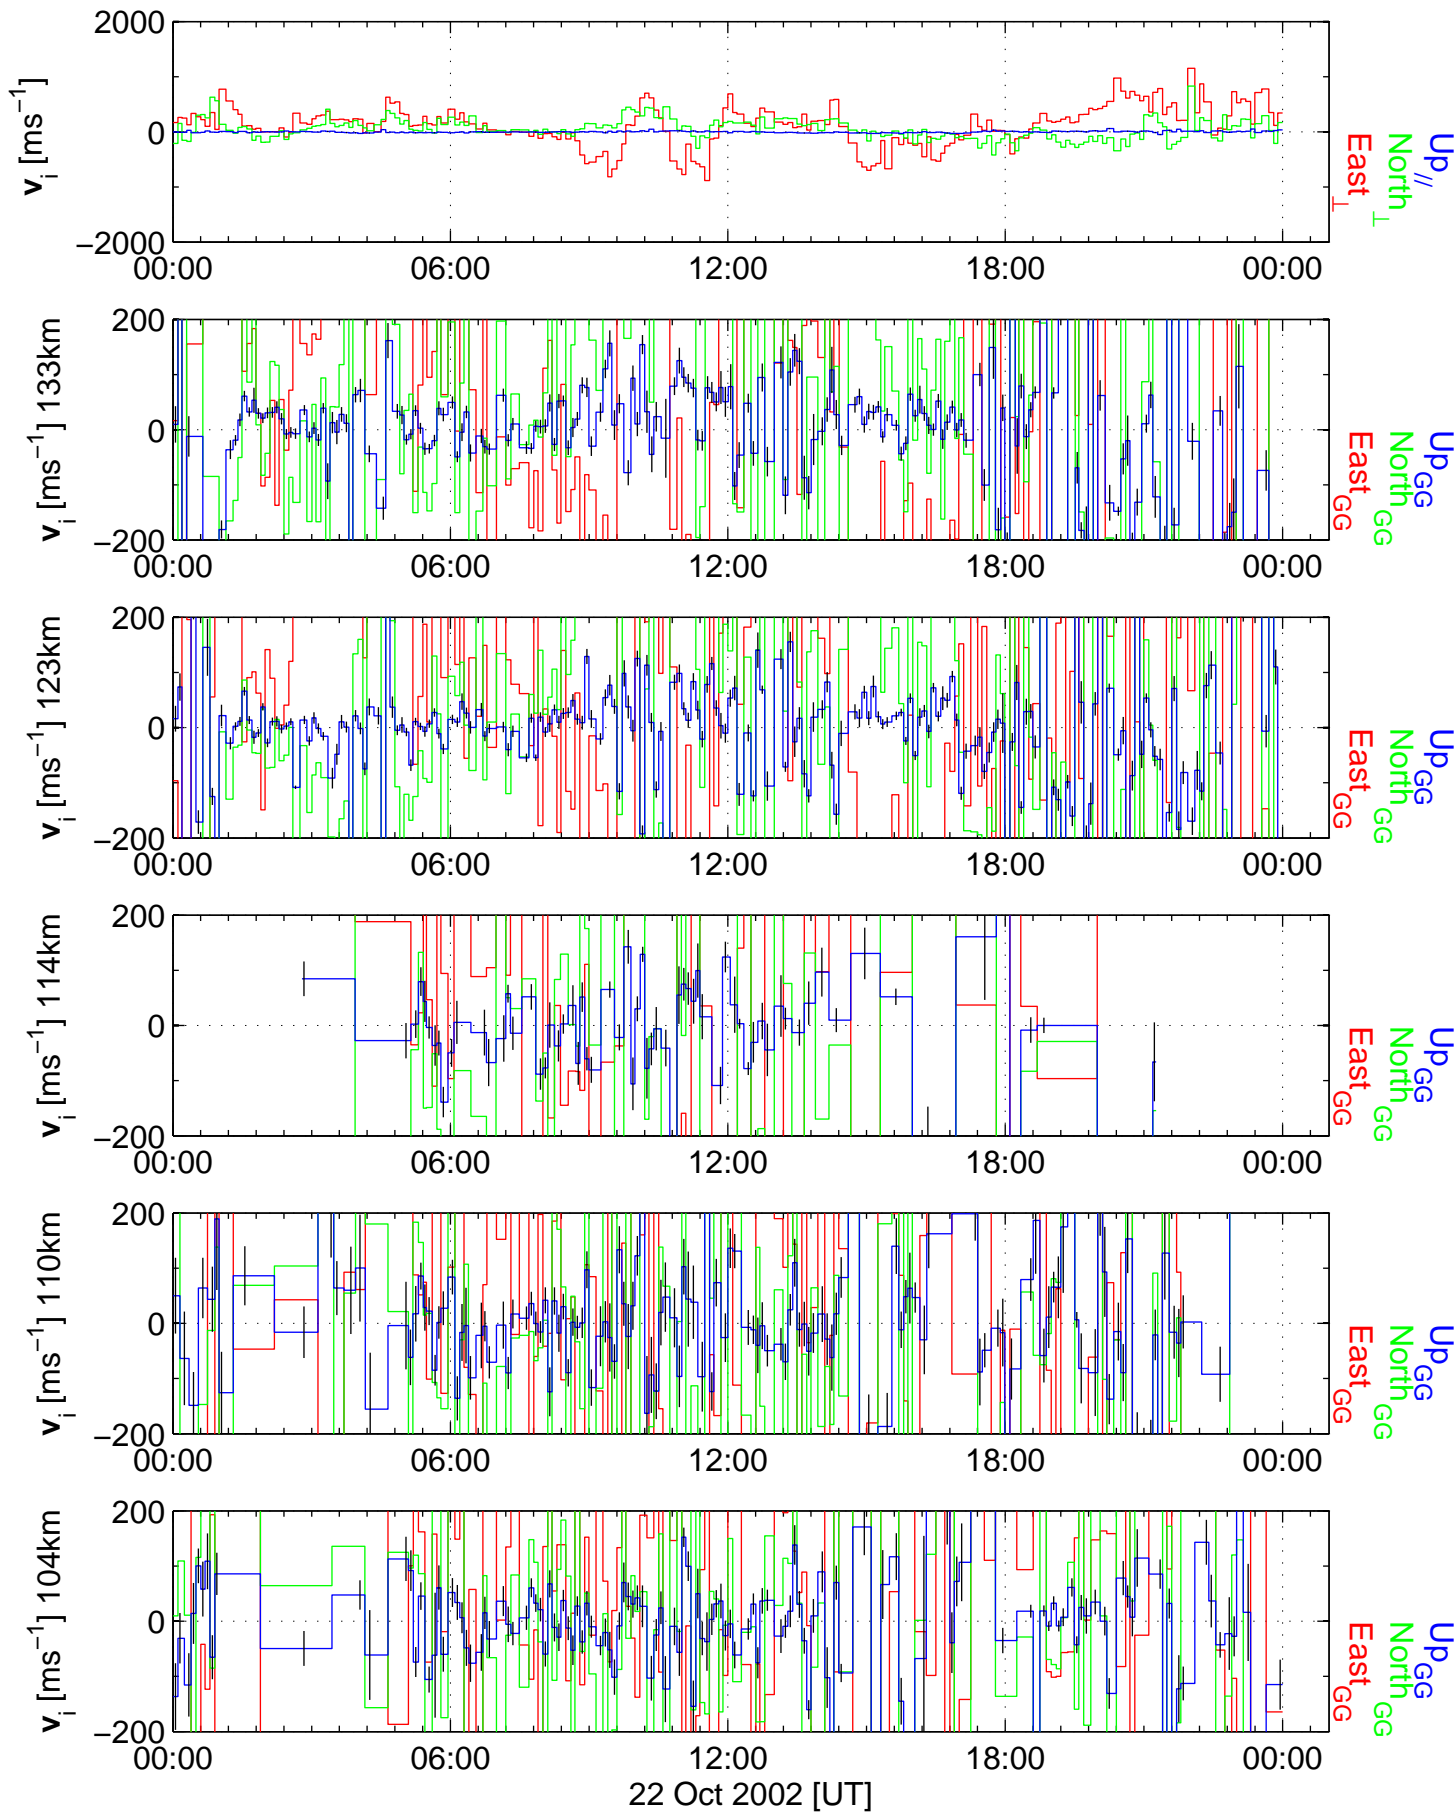 2000
0
−2000
v_i [ms^−1]
00:00 06:00 12:00 18:00 00:00
Up_//
North_⊥
East_⊥
200
0
−200
v_i [ms^−1] 133km
00:00 06:00 12:00 18:00 00:00
Up_GG
North_GG
East_GG
200
0
−200
v_i [ms^−1] 123km
00:00 06:00 12:00 18:00 00:00
Up_GG
North_GG
East_GG
200
0
−200
v_i [ms^−1] 114km
00:00 06:00 12:00 18:00 00:00
Up_GG
North_GG
East_GG
200
0
−200
v_i [ms^−1] 110km
00:00 06:00 12:00 18:00 00:00
Up_GG
North_GG
East_GG
200
0
−200
v_i [ms^−1] 104km
00:00 06:00 12:00 18:00 00:00
Up_GG
North_GG
East_GG
22 Oct 2002 [UT]